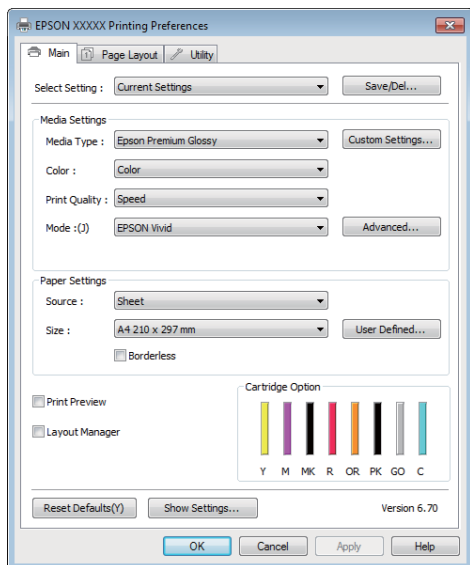 EPSON XXXXX Printing Preferences
Main Page Layout Utility
Select Setting : Current Settings Save/Del...
Media Settings
Media Type : Epson Premium Glossy Custom Settings...
Color : Color
Print Quality : Speed
Mode :(J) EPSON Vivid Advanced...
Paper Settings
Source : Sheet
Size : A4 210 x 297 mm User Defined...
Borderless
Print Preview
Layout Manager
Cartridge Option
Y M MK R OR PK GO C
Reset Defaults(Y) Show Settings... Version 6.70
OK Cancel Apply Help